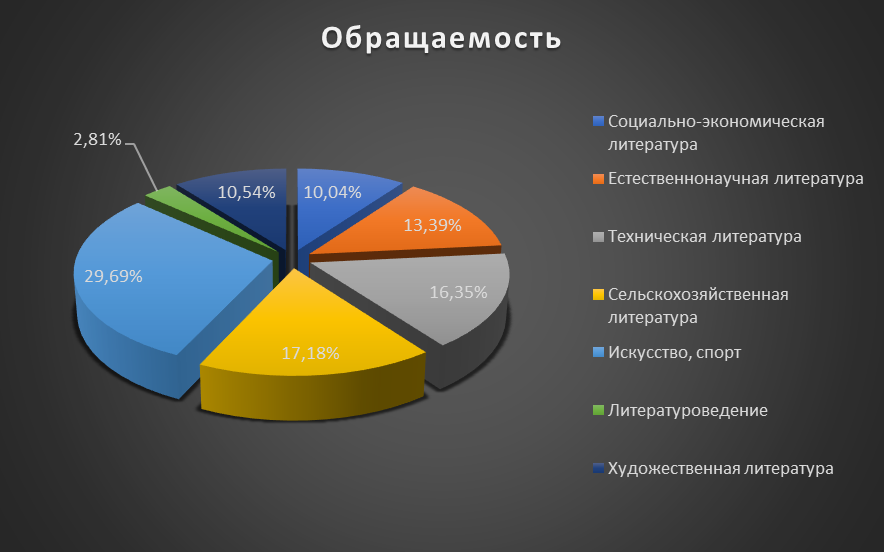 Обращаемость
2,81%
10,54%
10,04%
13,39%
29,69%
16,35%
17,18%
Социально-экономическая
литература
Естественнонаучная литература
Техническая литература
Сельскохозяйственная
литература
Искусство, спорт
Литературоведение
Художественная литература